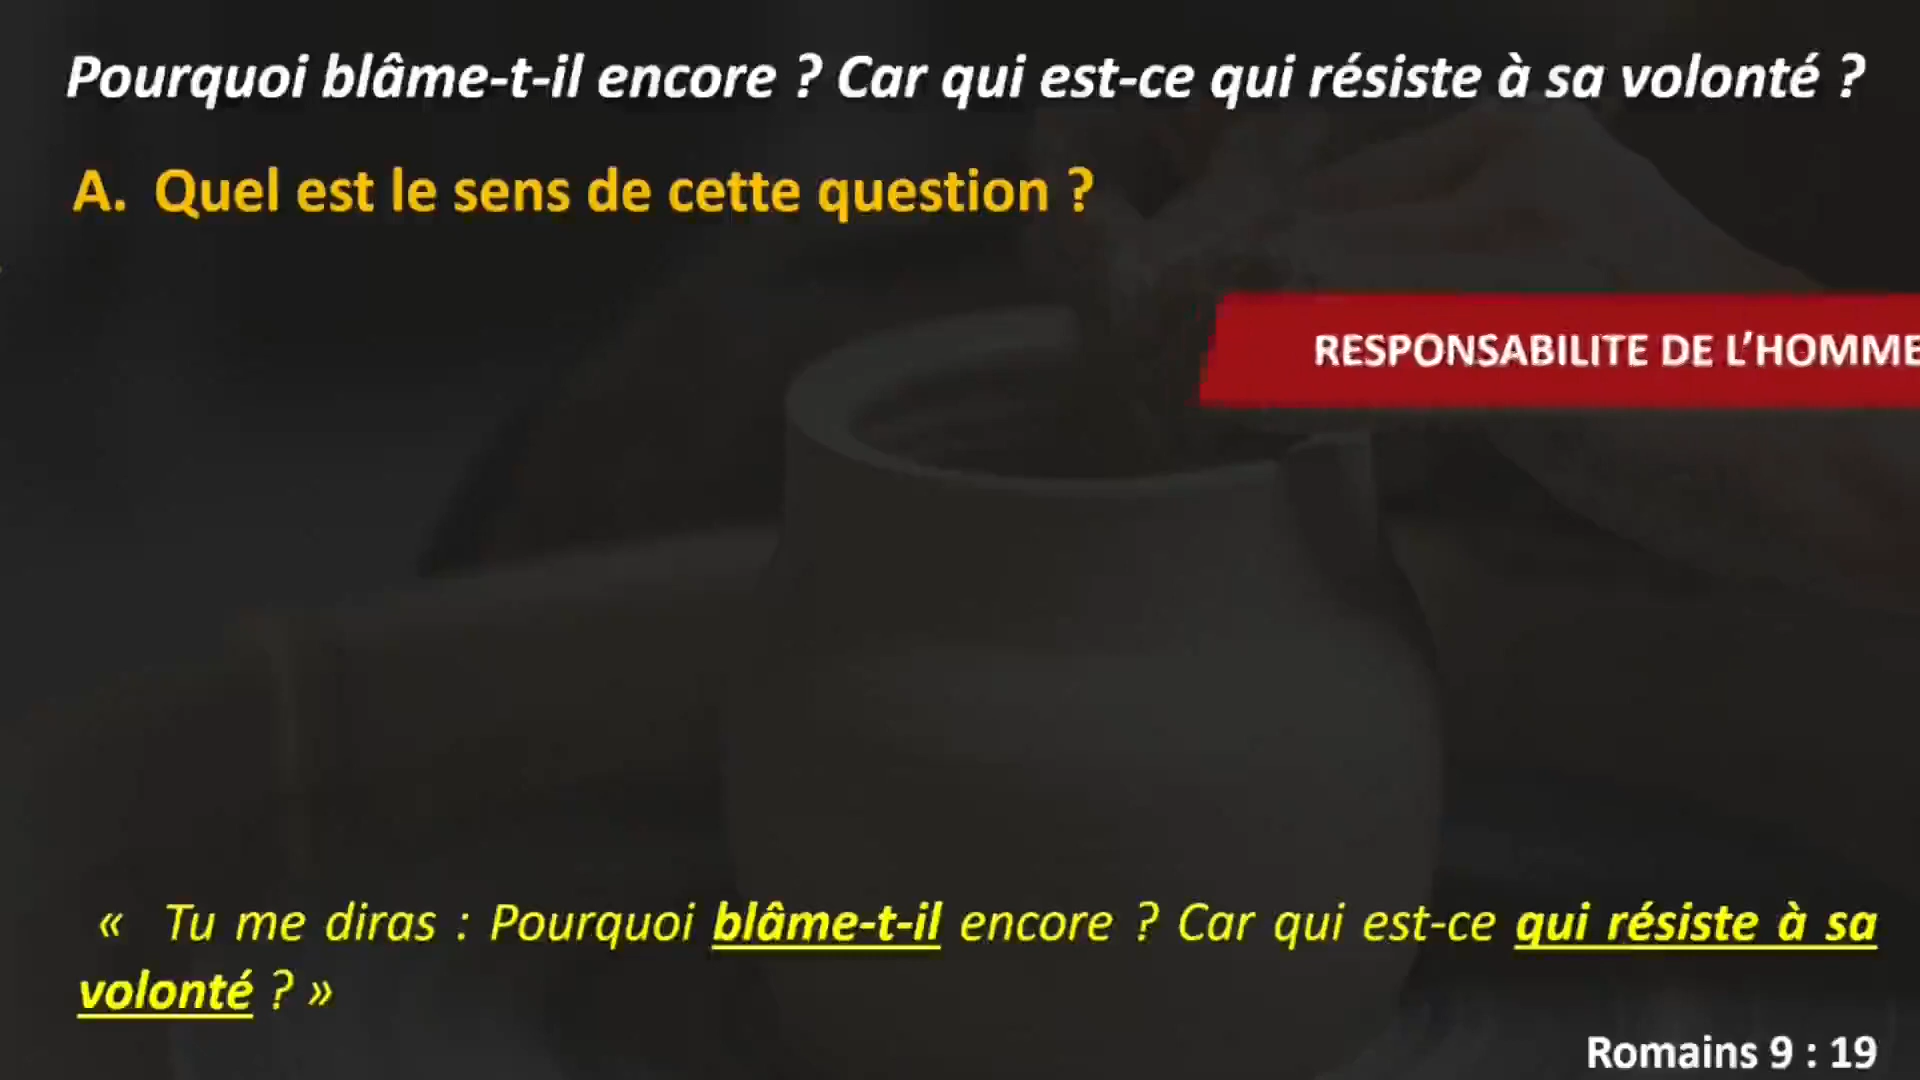 Pourquoi blâme-t-il encore ? Car qui est-ce qui résiste à sa volonté ?
A. Quel est le sens de cette question ?
RESPONSABILITE DE L’HOMME
« Tu me diras : Pourquoi blâme-t-il encore ? Car qui est-ce qui résiste à sa
volonté ? »
Romains 9 : 19